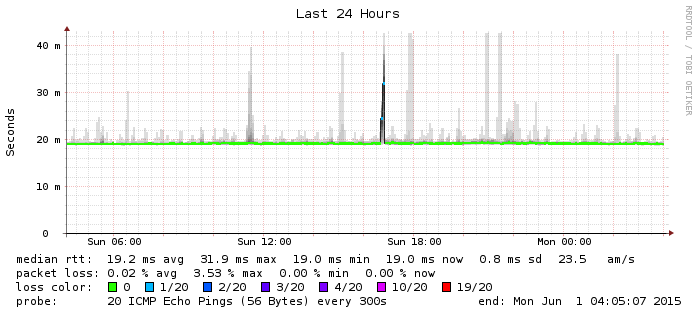 Last 24 Hours
RRDTOOL / TOBI OETIKER
Seconds
40 m
30 m
20 m
10 m
0
Sun 06:00 Sun 12:00 Sun 18:00 Mon 00:00
median rtt: 19.2 ms avg 31.9 ms max 19.0 ms min 19.0 ms now 0.8 ms sd 23.5 am/s
packet loss: 0.02 % avg 3.53 % max 0.00 % min 0.00 % now
loss color: 0 1/20 2/20 3/20 4/20 10/20 19/20
probe: 20 ICMP Echo Pings (56 Bytes) every 300s end: Mon Jun 1 04:05:07 2015